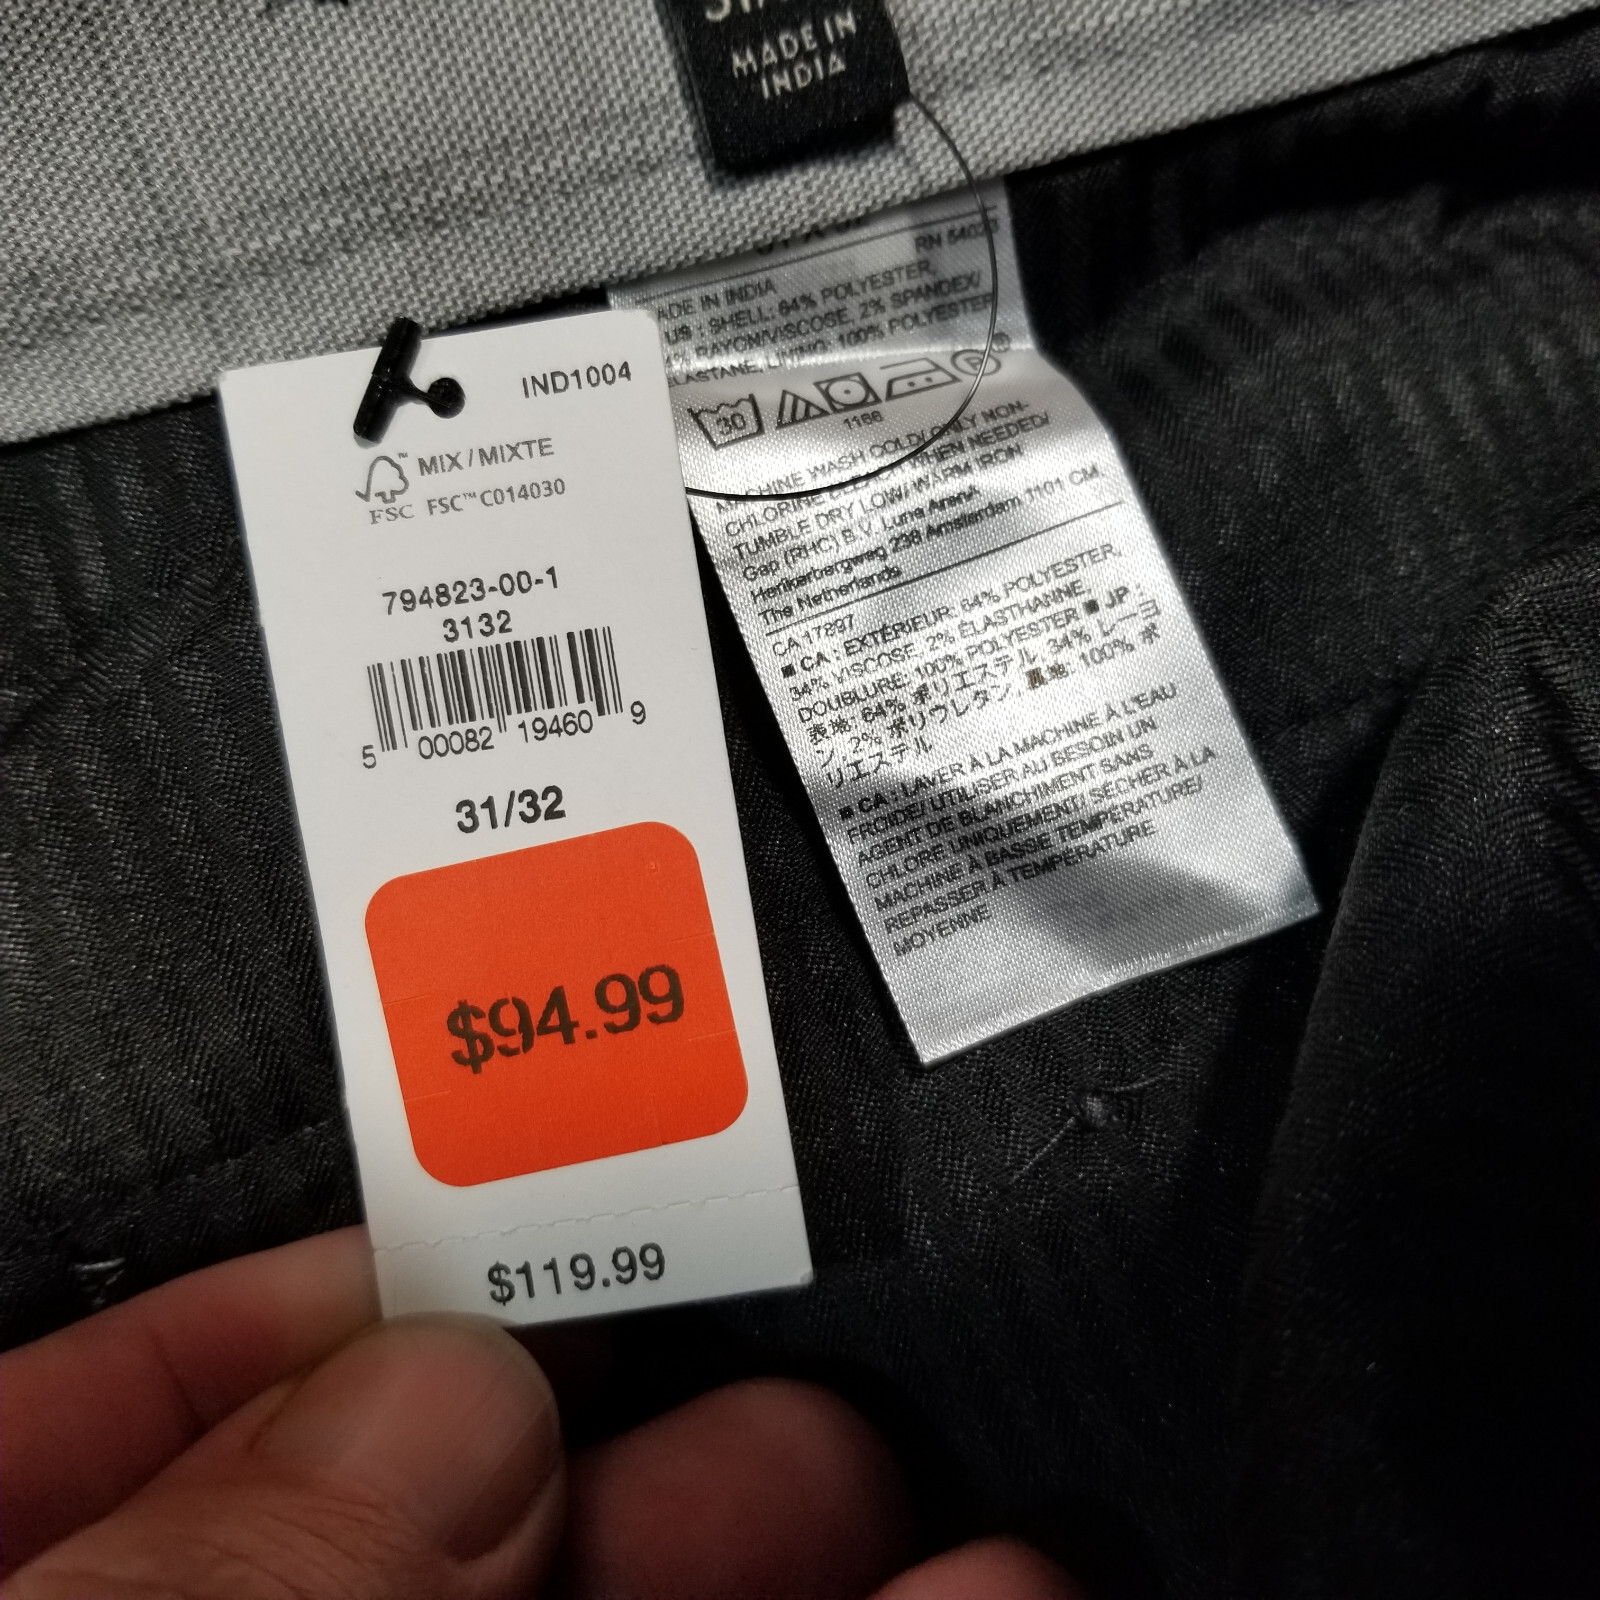 MADE IN
INDIA
RN 54023
MADE IN INDIA
US : SHELL: 64% POLYESTER,
34% RAYON/VISCOSE, 2% SPANDEX/
ELASTANE, LINING: 100% POLYESTER
30
P
®
1166
MACHINE WASH COLD/ ONLY NON-
CHLORINE BLEACH WHEN NEEDED/
TUMBLE DRY LOW/ WARM IRON
Gap (RHC) B.V. Luna ArenA
Herikerbergweg 238 Amsterdam 1101 CM
The Netherlands
CA 17897
■ CA : EXTÉRIEUR: 64% POLYESTER,
34% VISCOSE, 2% ÉLASTHANNE
DOUBLURE: 100% POLYESTER ■ JP :
表地: 64% ポリエステル, 34% レーヨ
ン, 2% ポリウレタン, 裏地: 100% ポ
リエステル
■ CA : LAVER À LA MACHINE À L'EAU
FROIDE/ UTILISER AU BESOIN UN
AGENT DE BLANCHIMENT SANS
CHLORE UNIQUEMENT/ SÉCHER À LA
MACHINE À BASSE TEMPÉRATURE/
REPASSER À TEMPÉRATURE
MOYENNE
IND1004
MIX / MIXTE
FSC FSC™ C014030
794823-00-1
3132
5 00082 19460 9
31/32
$94.99
$119.99